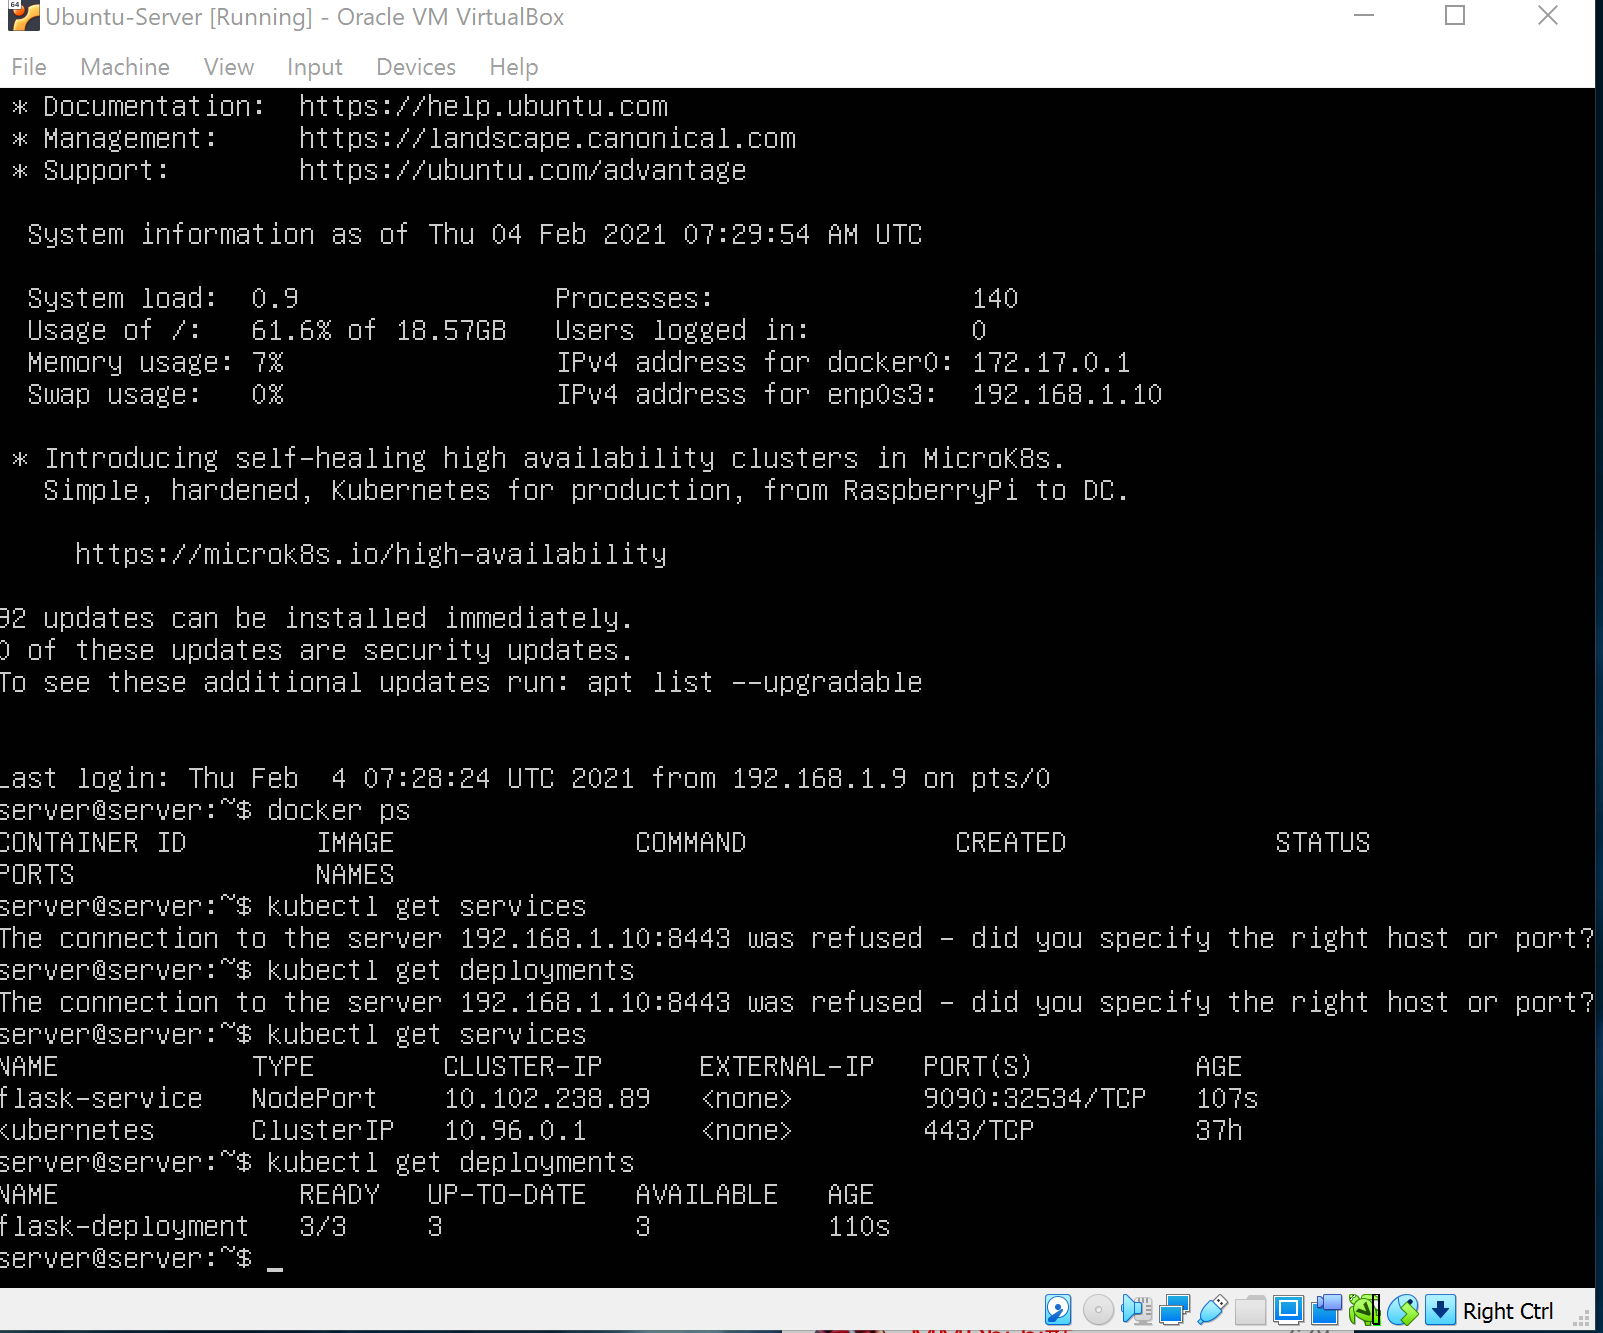 Ubuntu-Server [Running] - Oracle VM VirtualBox
File Machine View Input Devices Help
* Documentation: https://help.ubuntu.com
* Management: https://landscape.canonical.com
* Support: https://ubuntu.com/advantage
System information as of Thu 04 Feb 2021 07:29:54 AM UTC
System load: 0.9 Processes: 140
Usage of /: 61.6% of 18.57GB Users logged in: 0
Memory usage: 7% IPv4 address for docker0: 172.17.0.1
Swap usage: 0% IPv4 address for enp0s3: 192.168.1.10
* Introducing self-healing high availability clusters in MicroK8s.
Simple, hardened, Kubernetes for production, from RaspberryPi to DC.
https://microk8s.io/high-availability
92 updates can be installed immediately.
0 of these updates are security updates.
To see these additional updates run: apt list --upgradable
Last login: Thu Feb 4 07:28:24 UTC 2021 from 192.168.1.9 on pts/0
server@server:~$ docker ps
CONTAINER ID IMAGE COMMAND CREATED STATUS
PORTS NAMES
server@server:~$ kubectl get services
The connection to the server 192.168.1.10:8443 was refused - did you specify the right host or port?
server@server:~$ kubectl get deployments
The connection to the server 192.168.1.10:8443 was refused - did you specify the right host or port?
server@server:~$ kubectl get services
NAME TYPE CLUSTER-IP EXTERNAL-IP PORT(S) AGE
flask-service NodePort 10.102.238.89 <none> 9090:32534/TCP 107s
kubernetes ClusterIP 10.96.0.1 <none> 443/TCP 37h
server@server:~$ kubectl get deployments
NAME READY UP-TO-DATE AVAILABLE AGE
flask-deployment 3/3 3 3 110s
server@server:~$ _
Right Ctrl